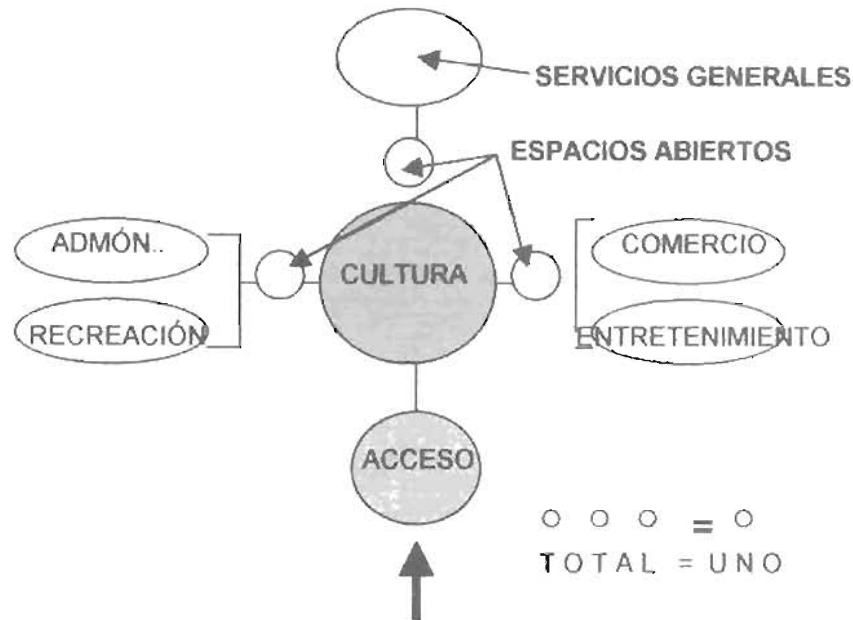 SERVICIOS GENERALES
ESPACIOS ABIERTOS
ADMÓN..
CULTURA
COMERCIO
RECREACIÓN
ENTRETENIMIENTO
ACCESO
○ ○ ○ = ○
TOTAL = UNO